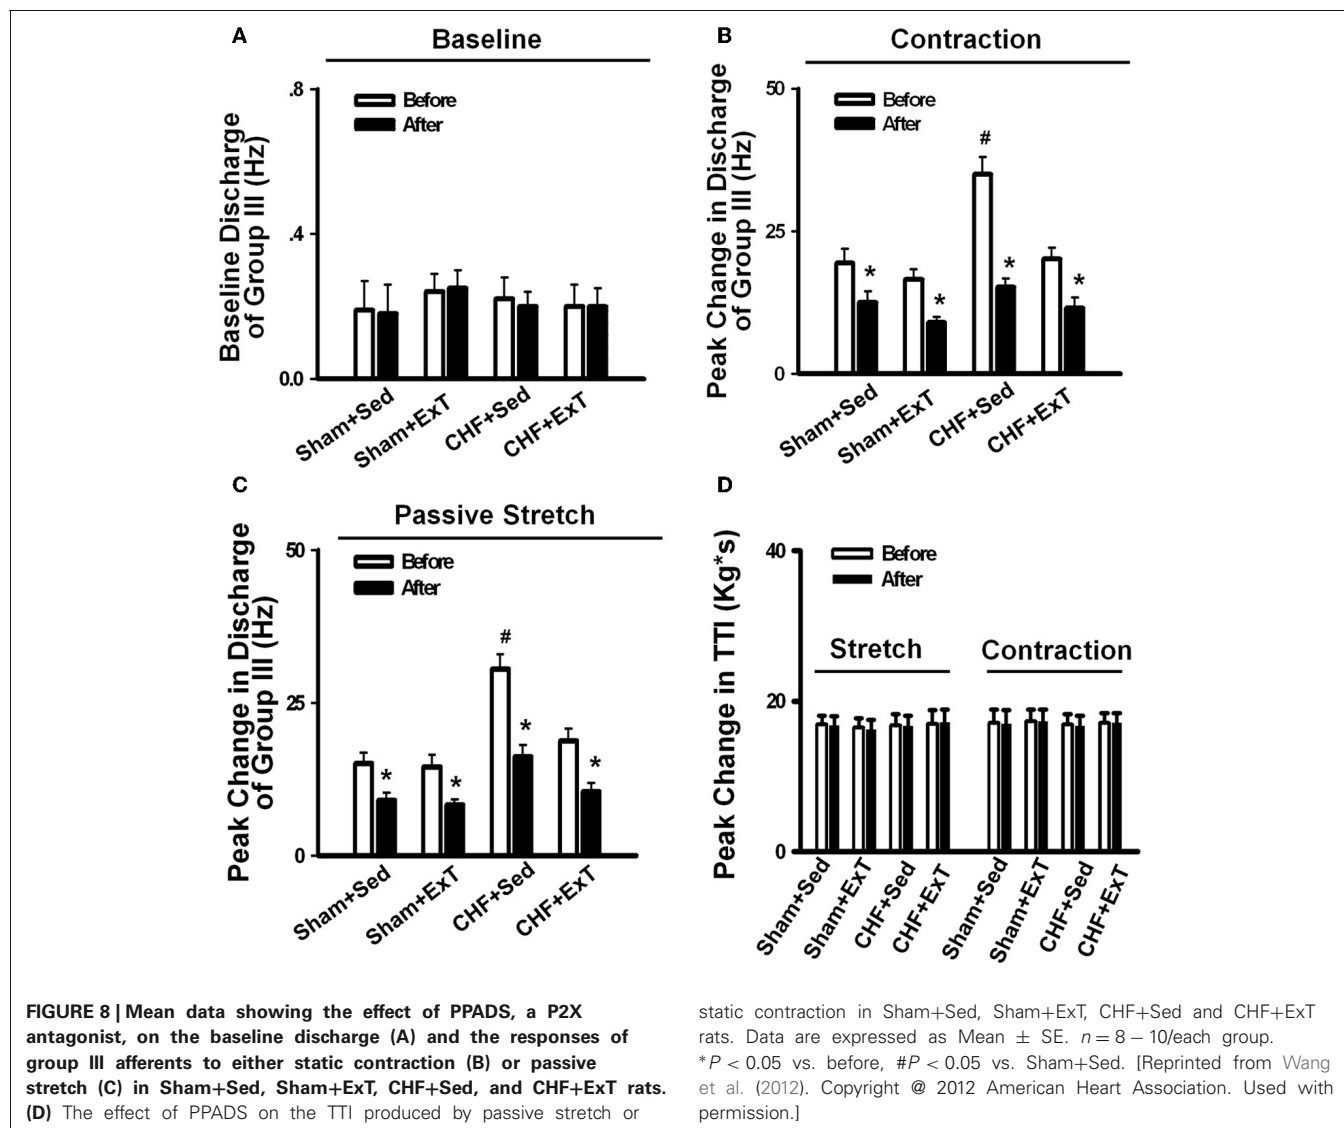 A
Baseline
Baseline Discharge
of Group III (Hz)
.8
.4
0.0
Before
After
Sham+Sed
Sham+ExT
CHF+Sed
CHF+ExT
B
Contraction
Peak Change in Discharge
of Group III (Hz)
50
25
0
Before
After
#
*
*
*
*
Sham+Sed
Sham+ExT
CHF+Sed
CHF+ExT
C
Passive Stretch
Peak Change in Discharge
of Group III (Hz)
50
25
0
Before
After
#
*
*
*
*
Sham+Sed
Sham+ExT
CHF+Sed
CHF+ExT
D
Peak Change in TTI (Kg*s)
40
20
0
Before
After
Stretch
Contraction
Sham+Sed
Sham+ExT
CHF+Sed
CHF+ExT
Sham+Sed
Sham+ExT
CHF+Sed
CHF+ExT
FIGURE 8 | Mean data showing the effect of PPADS, a P2X
antagonist, on the baseline discharge (A) and the responses of
group III afferents to either static contraction (B) or passive
stretch (C) in Sham+Sed, Sham+ExT, CHF+Sed, and CHF+ExT rats.
(D) The effect of PPADS on the TTI produced by passive stretch or
static contraction in Sham+Sed, Sham+ExT, CHF+Sed and CHF+ExT
rats. Data are expressed as Mean ± SE. n = 8 – 10/each group.
*P < 0.05 vs. before, #P < 0.05 vs. Sham+Sed. [Reprinted from Wang
et al. (2012). Copyright @ 2012 American Heart Association. Used with
permission.]